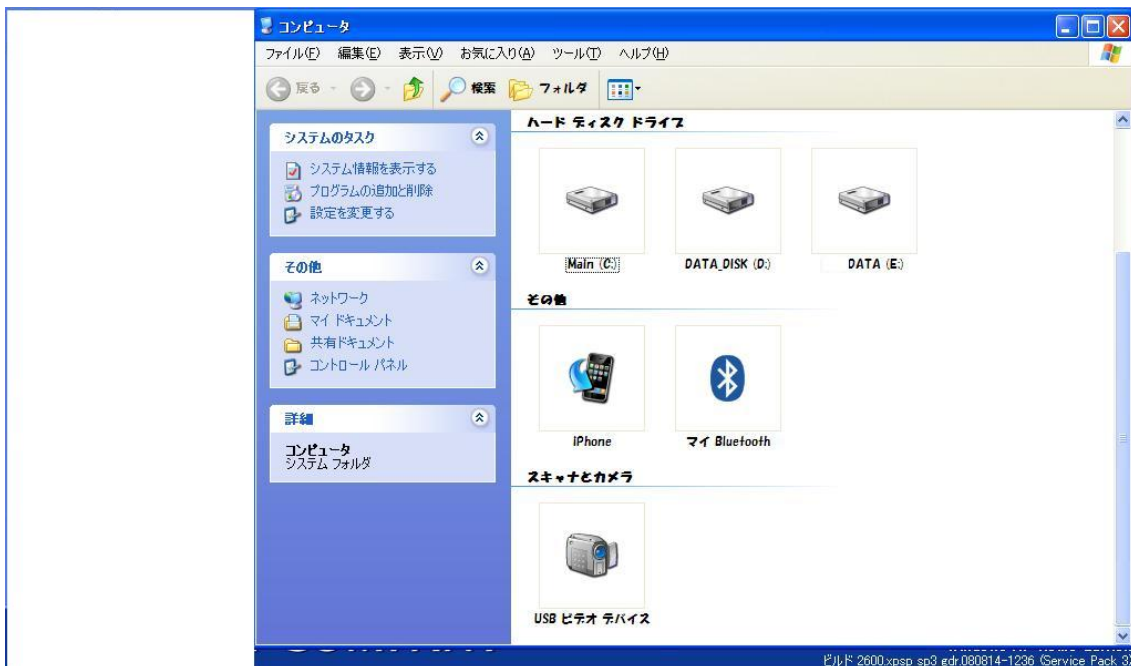 コンピュータ
ファイル(F) 編集(E) 表示(V) お気に入り(A) ツール(T) ヘルプ(H)
戻る 検索 フォルダ
システムのタスク
システム情報を表示する
プログラムの追加と削除
設定を変更する
その他
ネットワーク
マイ ドキュメント
共有ドキュメント
コントロール パネル
詳細
コンピュータ
システム フォルダ
ハード ディスク ドライブ
Main (C:) DATA_DISK (D:) DATA (E:)
その他
iPhone マイ Bluetooth
スキャナとカメラ
USB ビデオ デバイス
ビルド 2600.xpsp_sp3_gdr.080814-1236 (Service Pack 3)